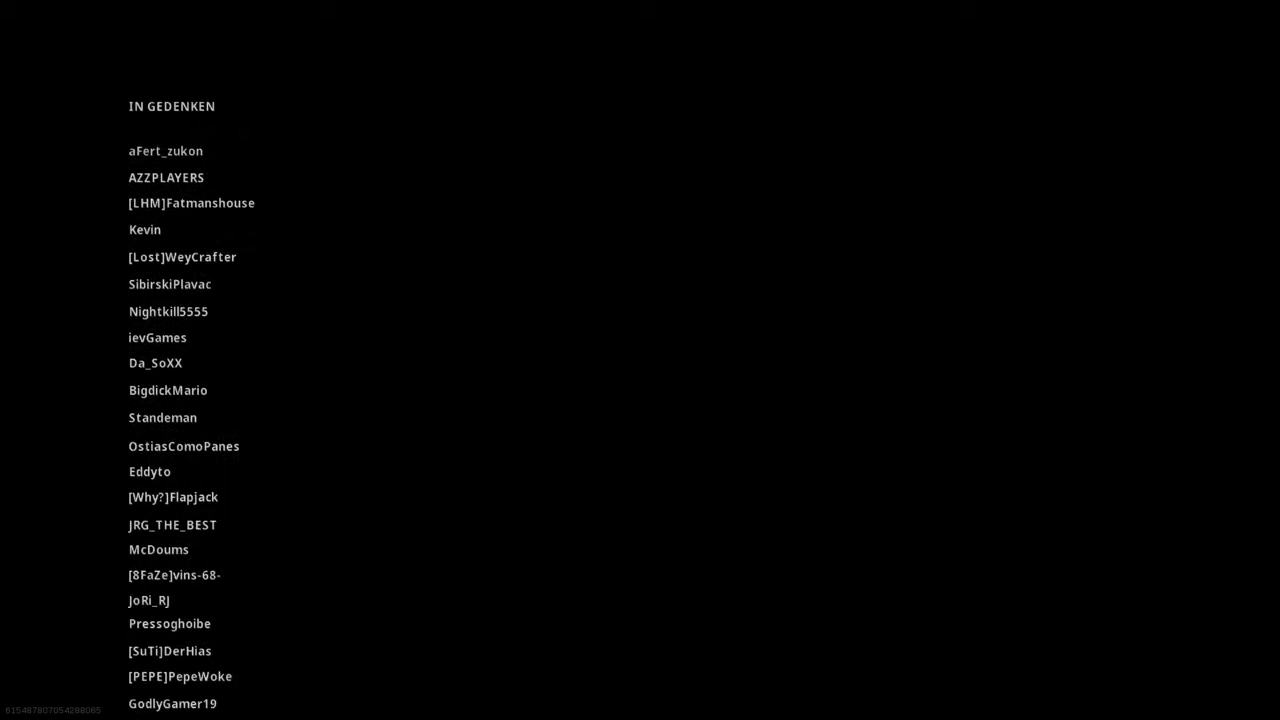 IN GEDENKEN
aFert_zukon
AZZPLAYERS
[LHM]Fatmanshouse
Kevin
[Lost]WeyCrafter
SibirskiPlavac
Nightkill5555
ievGames
Da_SoXX
BigdickMario
Standeman
OstiasComoPanes
Eddyto
[Why?]Flapjack
JRG_THE_BEST
McDoums
[8FaZe]vins-68-
JoRi_RJ
Pressoghoibe
[SuTi]DerHias
[PEPE]PepeWoke
GodlyGamer19
615487807054288065